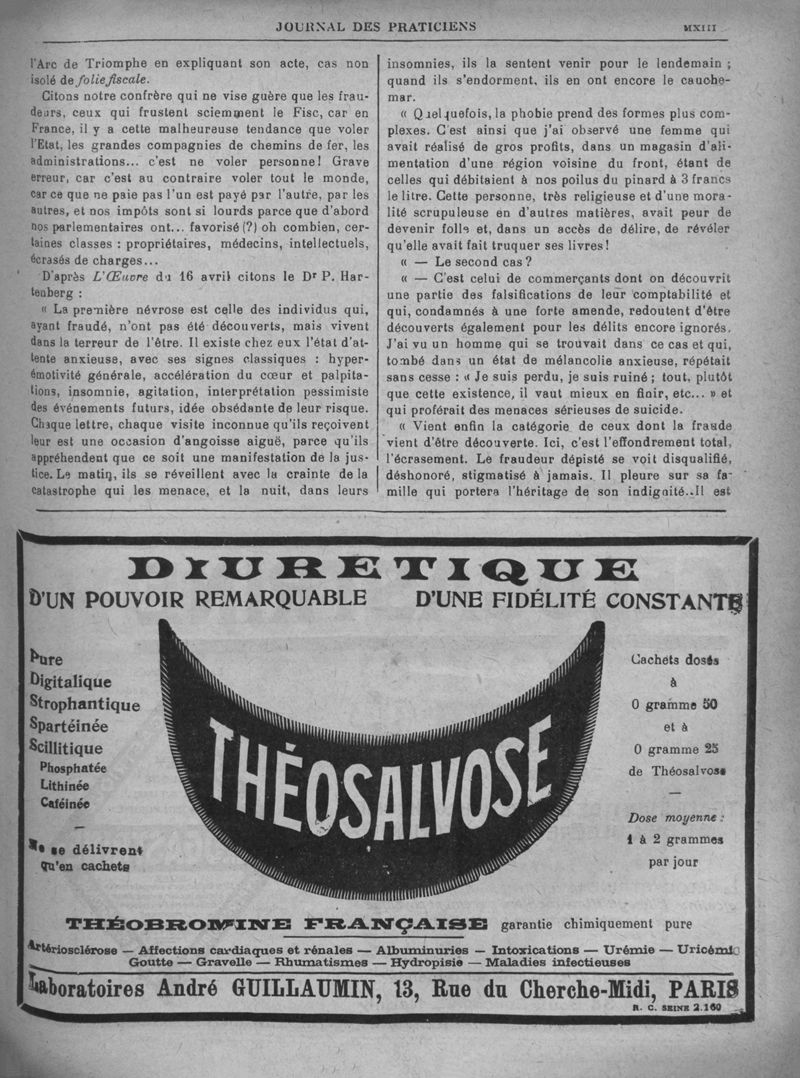 JOURNAL DES PRATICIENS
MXIII
l'Arc de Triomphe en expliquant son acte, cas non
isolé de folie fiscale.
Citons notre confrère qui ne vise guère que les frau-
deurs, ceux qui frustent sciemment le Fisc, car en
France, il y a cette malheureuse tendance que voler
l'Etat, les grandes compagnies de chemins de fer, les
administrations... c'est ne voler personne! Grave
erreur, car c'est au contraire voler tout le monde,
car ce que ne paie pas l'un est payé par l'autre, par les
autres, et nos impôts sont si lourds parce que d'abord
nos parlementaires ont... favorisé (?) oh combien, cer-
taines classes : propriétaires, médecins, intellectuels,
écrasés de charges...
D'après L'Œuvre du 16 avril citons le Dr P. Har-
tenberg :
« La première névrose est celle des individus qui,
ayant fraudé, n'ont pas été découverts, mais vivent
dans la terreur de l'être. Il existe chez eux l'état d'at-
tente anxieuse, avec ses signes classiques : hyper-
émotivité générale, accélération du cœur et palpita-
tions, insomnie, agitation, interprétation pessimiste
des événements futurs, idée obsédante de leur risque.
Chaque lettre, chaque visite inconnue qu'ils reçoivent
leur est une occasion d'angoisse aiguë, parce qu'ils
appréhendent que ce soit une manifestation de la jus-
tice. Le matin, ils se réveillent avec la crainte de la
catastrophe qui les menace, et la nuit, dans leurs
insomnies, ils la sentent venir pour le lendemain ;
quand ils s'endorment, ils en ont encore le cauche-
mar.
« Quelquefois, la phobie prend des formes plus com-
plexes. C'est ainsi que j'ai observé une femme qui
avait réalisé de gros profits, dans un magasin d'ali-
mentation d'une région voisine du front, étant de
celles qui débitaient à nos poilus du pinard à 3 francs
le litre. Cette personne, très religieuse et d'une mora-
lité scrupuleuse en d'autres matières, avait peur de
devenir folle et, dans un accès de délire, de révéler
qu'elle avait fait truquer ses livres!
« — Le second cas ?
« — C'est celui de commerçants dont on découvrit
une partie des falsifications de leur comptabilité et
qui, condamnés à une forte amende, redoutent d'être
découverts également pour les délits encore ignorés.
J'ai vu un homme qui se trouvait dans ce cas et qui,
tombé dans un état de mélancolie anxieuse, répétait
sans cesse : « Je suis perdu, je suis ruiné ; tout, plutôt
que cette existence, il vaut mieux en finir, etc... » et
qui proférait des menaces sérieuses de suicide.
« Vient enfin la catégorie de ceux dont la fraude
vient d'être découverte. Ici, c'est l'effondrement total,
l'écrasement. Le fraudeur dépisté se voit disqualifié,
déshonoré, stigmatisé à jamais. Il pleure sur sa fa-
mille qui portera l'héritage de son indignité..Il est
DIURETIQUE
D'UN POUVOIR REMARQUABLE D'UNE FIDÉLITÉ CONSTANTE
Pure
Digitalique
Strophantique
Spartéinée
Scillitique
Phosphatée
Lithinée
Caféinée
—
Ne se délivrent
qu'en cachets
THÉOSALVOSE
Cachets dosés
à
0 gramme 50
et à
0 gramme 25
de Théosalvose
—
Dose moyenne :
1 à 2 grammes
par jour
THÉOBROMINE FRANÇAISE garantie chimiquement pure
Artériosclérose — Affections cardiaques et rénales — Albuminuries — Intoxications — Urémie — Uricémie
Goutte — Gravelle — Rhumatismes — Hydropisie — Maladies infectieuses
Laboratoires André GUILLAUMIN, 13, Rue du Cherche-Midi, PARIS
R. C. SEINE 2.160